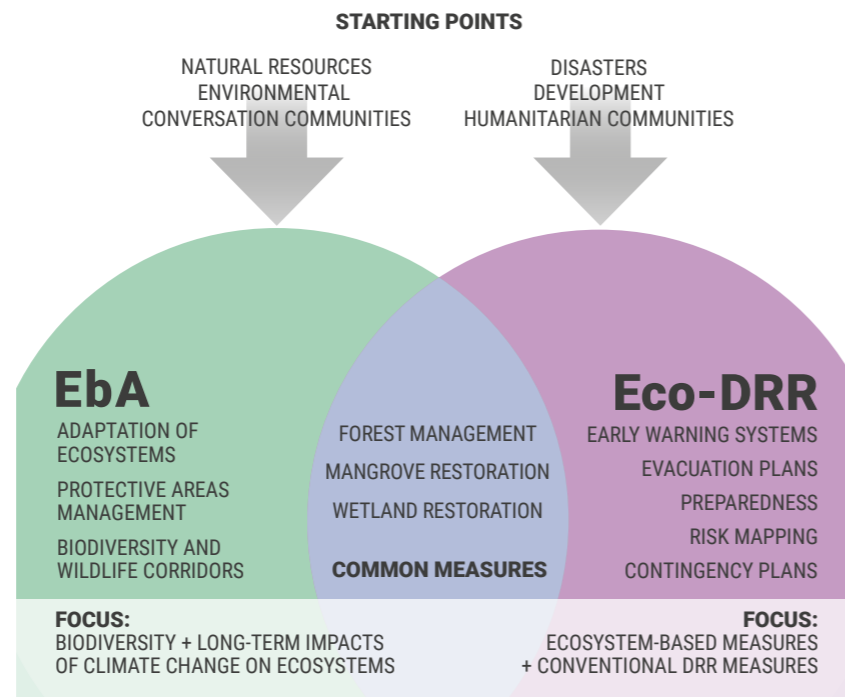 STARTING POINTS
NATURAL RESOURCES
ENVIRONMENTAL
CONVERSATION COMMUNITIES
DISASTERS
DEVELOPMENT
HUMANITARIAN COMMUNITIES
EbA
ADAPTATION OF
ECOSYSTEMS
PROTECTIVE AREAS
MANAGEMENT
BIODIVERSITY AND
WILDLIFE CORRIDORS
FOREST MANAGEMENT
MANGROVE RESTORATION
WETLAND RESTORATION
COMMON MEASURES
Eco-DRR
EARLY WARNING SYSTEMS
EVACUATION PLANS
PREPAREDNESS
RISK MAPPING
CONTINGENCY PLANS
FOCUS:
BIODIVERSITY + LONG-TERM IMPACTS
OF CLIMATE CHANGE ON ECOSYSTEMS
FOCUS:
ECOSYSTEM-BASED MEASURES
+ CONVENTIONAL DRR MEASURES